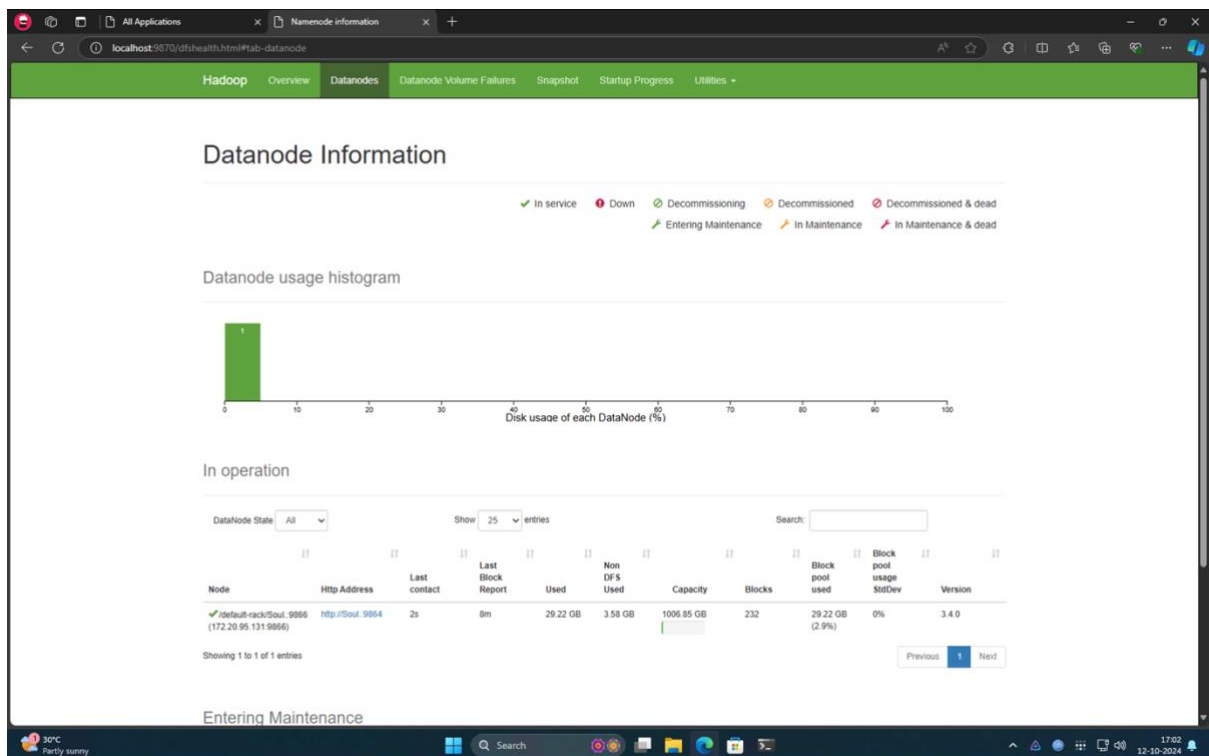 All Applications
Namenode information
localhost:9870/dfshealth.html#tab-datanode
Hadoop Overview Datanodes Datanode Volume Failures Snapshot Startup Progress Utilities
Datanode Information
In service Down Decommissioning Decommissioned Decommissioned & dead
Entering Maintenance In Maintenance In Maintenance & dead
Datanode usage histogram
1
0 10 20 30 40 50 60 70 80 90 100
Disk usage of each DataNode (%)
In operation
DataNode State All Show 25 entries Search:
Node Http Address Last contact Last Block Report Used Non DFS Used Capacity Blocks Block pool used Block pool usage StdDev Version
/default-rack/Soul.:9866 http://Soul.:9864 2s 8m 29.22 GB 3.58 GB 1006.85 GB 232 29.22 GB 0% 3.4.0
(172.20.95.131:9866) (2.9%)
Showing 1 to 1 of 1 entries Previous 1 Next
Entering Maintenance
1 30°C
Partly sunny
Search
17:02
12-10-2024